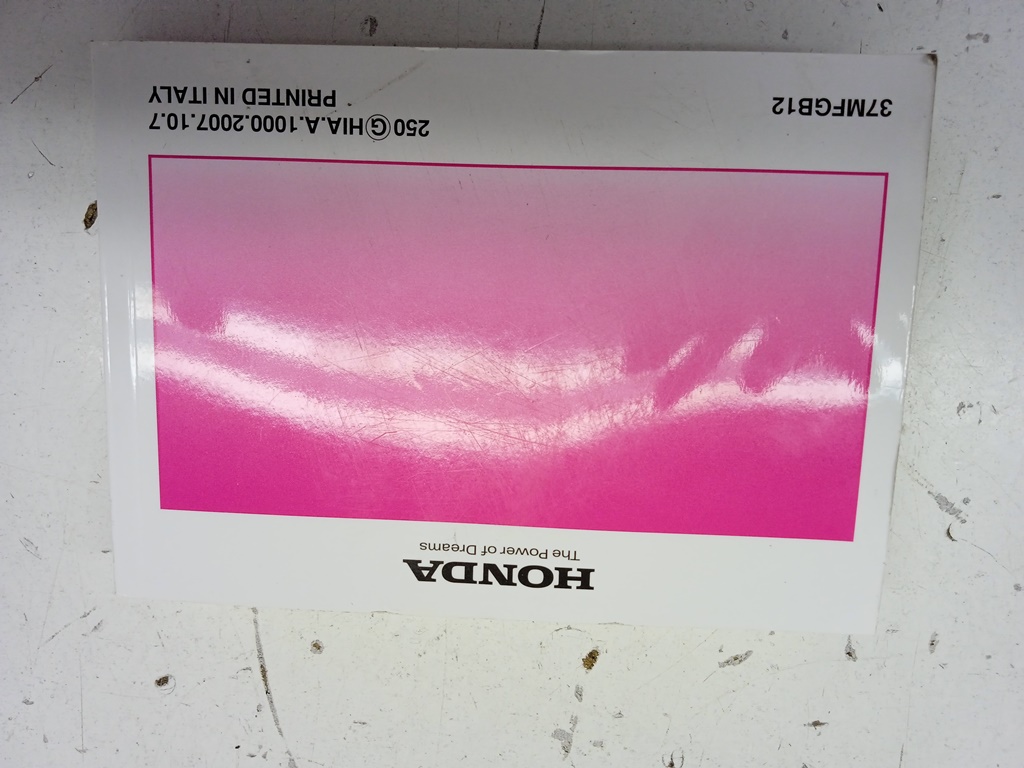 HONDA
The Power of Dreams
37MFGB12
250 Ⓖ HIA.A.1000.2007.10.7
PRINTED IN ITALY